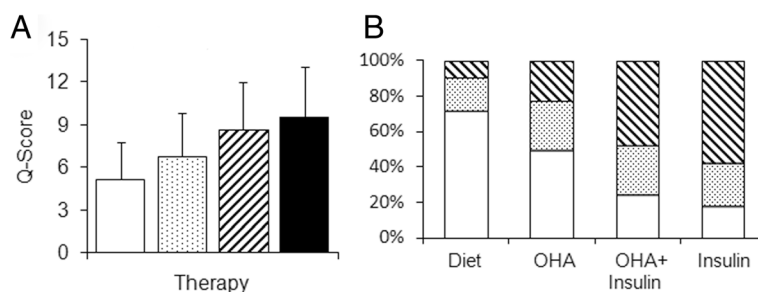 A
15
12
9
6
3
0
Q-Score
Therapy
B
100%
80%
60%
40%
20%
0%
Diet
OHA
OHA+
Insulin
Insulin